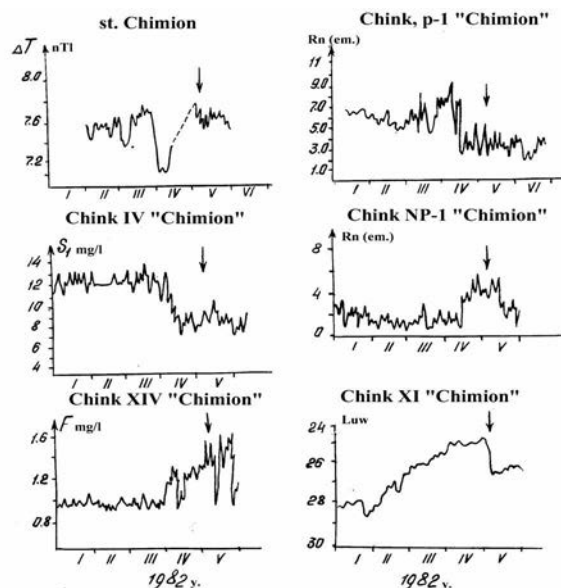 st. Chimion
ΔT nTl
8.0
7.6
7.2
I II III IV V VI
Chink, p-1 "Chimion"
Rn (em.)
11
9.0
7.0
5.0
3.0
1.0
I II III IV V VI
Chink IV "Chimion"
mg/l
14
12
10
8
6
4
I II III IV V
Chink NP-1 "Chimion"
Rn (em.)
8
4
0
I II III IV V
Chink XIV "Chimion"
F mg/l
1.6
1.2
0.8
I II III IV V
1982 y.
Chink XI "Chimion"
Luw
24
26
28
30
I II III IV V
1982 y.